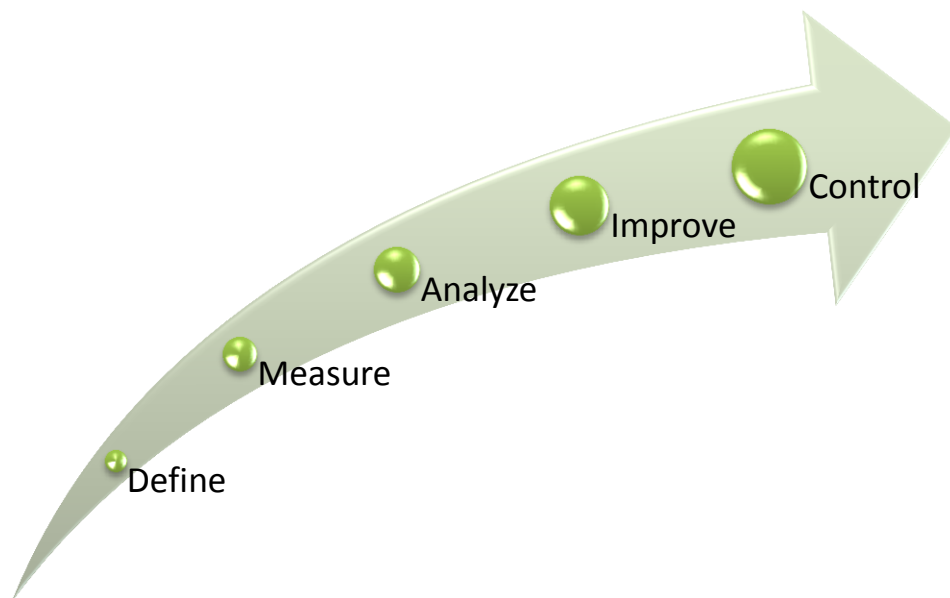 Define
Measure
Analyze
Improve
Control